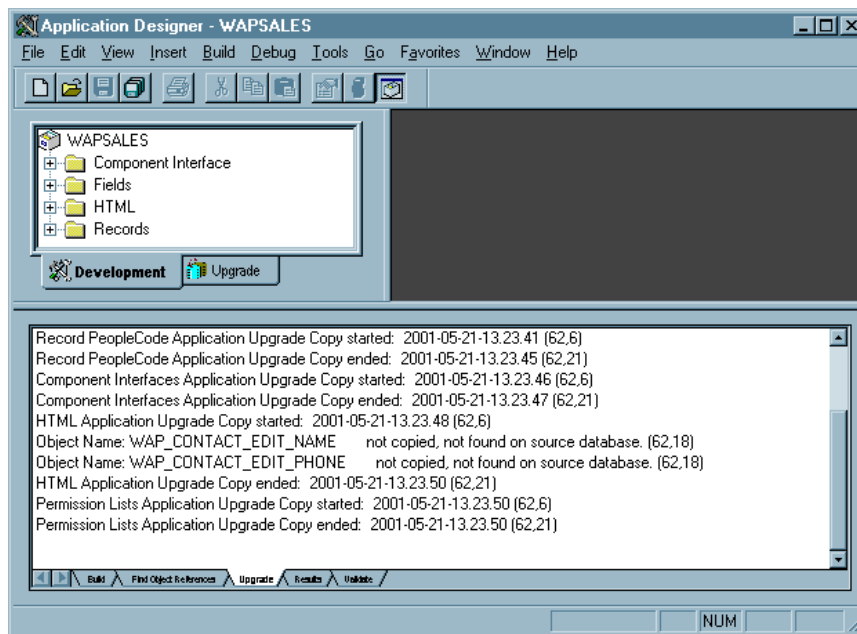 Application Designer - WAPSALES
File Edit View Insert Build Debug Tools Go Favorites Window Help
WAPSALES
Component Interface
Fields
HTML
Records
Development Upgrade
Record PeopleCode Application Upgrade Copy started: 2001-05-21-13.23.41 (62,6)
Record PeopleCode Application Upgrade Copy ended: 2001-05-21-13.23.45 (62,21)
Component Interfaces Application Upgrade Copy started: 2001-05-21-13.23.46 (62,6)
Component Interfaces Application Upgrade Copy ended: 2001-05-21-13.23.47 (62,21)
HTML Application Upgrade Copy started: 2001-05-21-13.23.48 (62,6)
Object Name: WAP_CONTACT_EDIT_NAME not copied, not found on source database. (62,18)
Object Name: WAP_CONTACT_EDIT_PHONE not copied, not found on source database. (62,18)
HTML Application Upgrade Copy ended: 2001-05-21-13.23.50 (62,21)
Permission Lists Application Upgrade Copy started: 2001-05-21-13.23.50 (62,6)
Permission Lists Application Upgrade Copy ended: 2001-05-21-13.23.50 (62,21)
Build Find Object References Upgrade Results Validate
NUM